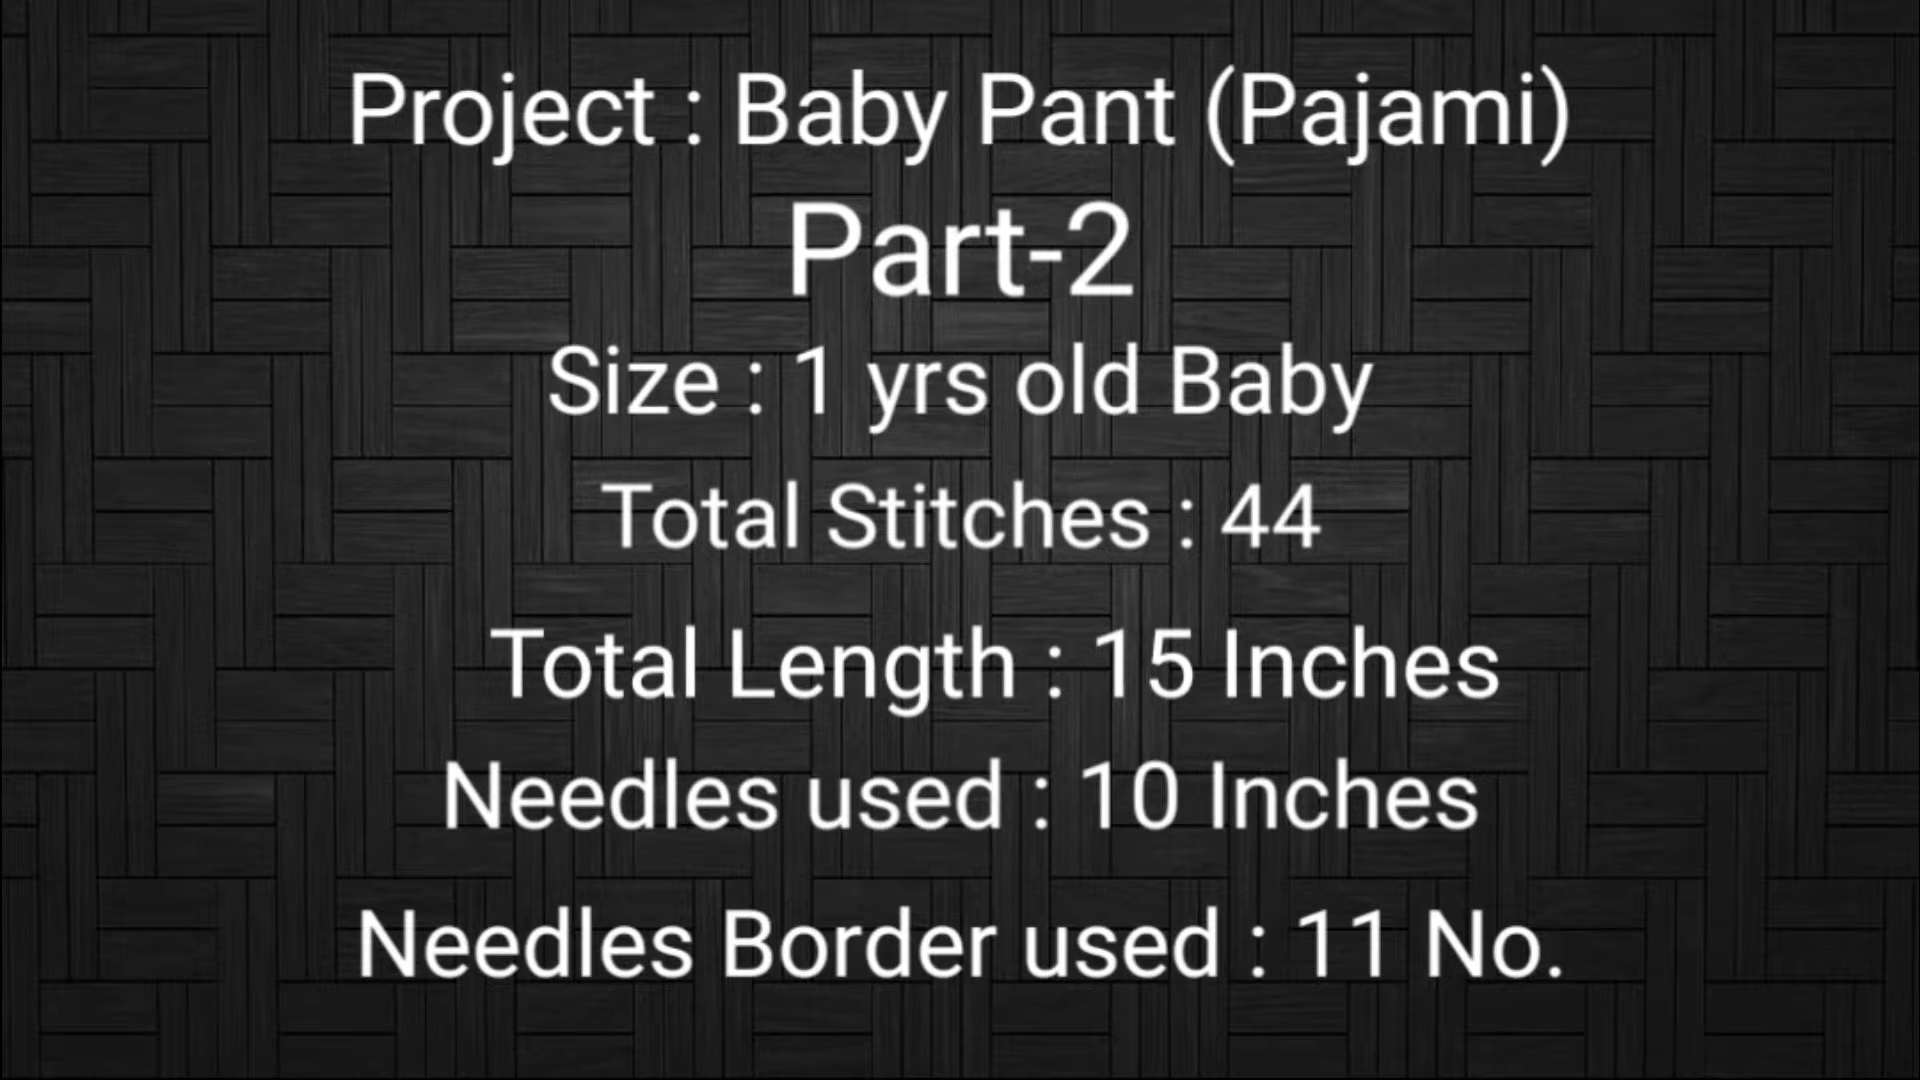 Project : Baby Pant (Pajami)
Part-2
Size : 1 yrs old Baby
Total Stitches : 44
Total Length : 15 Inches
Needles used : 10 Inches
Needles Border used : 11 No.